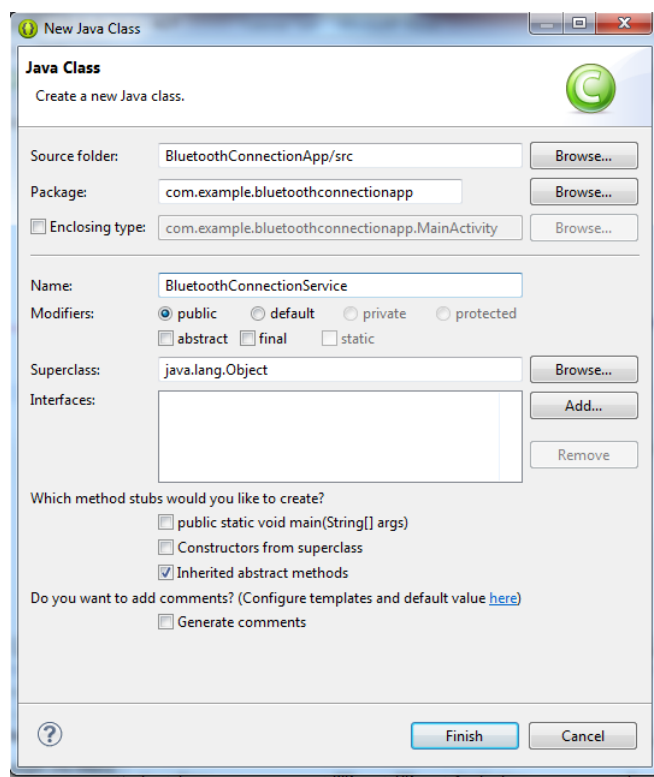 New Java Class
Java Class
Create a new Java class.
C
Source folder: BluetoothConnectionApp/src Browse...
Package: com.example.bluetoothconnectionapp Browse...
Enclosing type: com.example.bluetoothconnectionapp.MainActivity Browse...
Name: BluetoothConnectionService
Modifiers: public default private protected
abstract final static
Superclass: java.lang.Object Browse...
Interfaces: Add...
Remove
Which method stubs would you like to create?
public static void main(String[] args)
Constructors from superclass
Inherited abstract methods
Do you want to add comments? (Configure templates and default value here)
Generate comments
? Finish Cancel